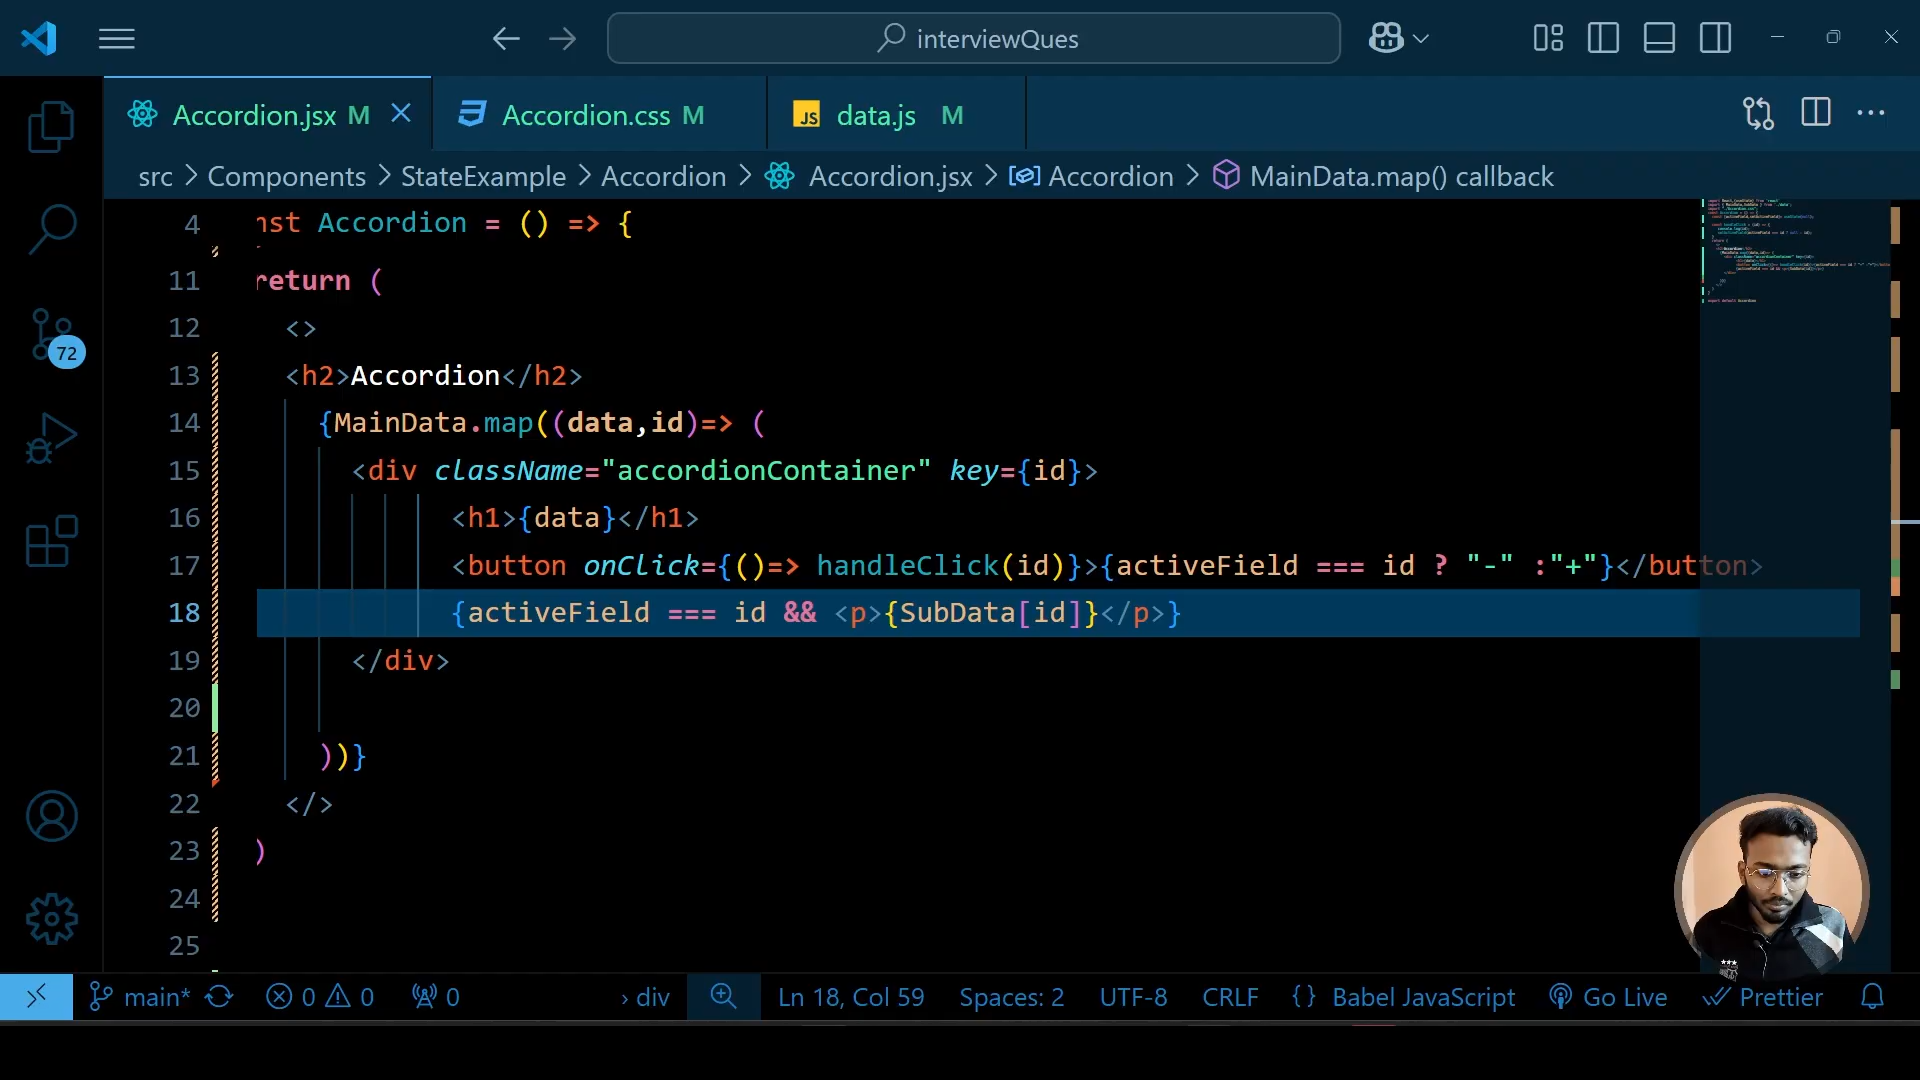 interviewQues
Accordion.jsx M
Accordion.css M
JS data.js M
src > Components > StateExample > Accordion > Accordion.jsx > Accordion > MainData.map() callback
4 nst Accordion = () => {
11 return (
12 <>
13 <h2>Accordion</h2>
14 {MainData.map((data,id)=> (
15 <div className="accordionContainer" key={id}>
16 <h1>{data}</h1>
17 <button onClick={()=> handleClick(id)}>{activeField === id ? "-" :"+"}</button>
18 {activeField === id && <p>{SubData[id]}</p>}
19 </div>
20
21 ))}
22 </>
23 )
24
25
72
main* 0 0 0 › div Ln 18, Col 59 Spaces: 2 UTF-8 CRLF {} Babel JavaScript Go Live Prettier